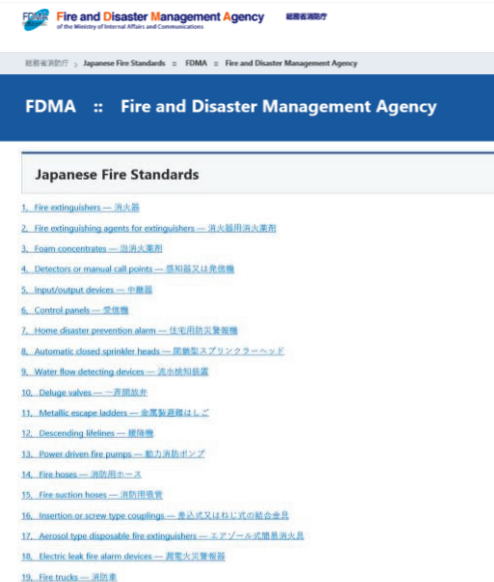 FDMA Fire and Disaster Management Agency 総務省消防庁
of the Ministry of Internal Affairs and Communications
総務省消防庁 > Japanese Fire Standards :: FDMA :: Fire and Disaster Management Agency
FDMA :: Fire and Disaster Management Agency
Japanese Fire Standards
1, Fire extinguishers — 消火器
2, Fire extinguishing agents for extinguishers — 消火器用消火薬剤
3, Foam concentrates — 泡消火薬剤
4, Detectors or manual call points — 感知器又は発信機
5, Input/output devices — 中継器
6, Control panels — 受信機
7, Home disaster prevention alarm — 住宅用防災警報機
8, Automatic closed sprinkler heads — 閉鎖型スプリンクラーヘッド
9, Water flow detecting devices — 流水検知装置
10, Deluge valves — 一斉開放弁
11, Metallic escape ladders — 金属製避難はしご
12, Descending lifelines — 緩降機
13, Power driven fire pumps — 動力消防ポンプ
14, Fire hoses — 消防用ホース
15, Fire suction hoses — 消防用吸管
16, Insertion or screw type couplings — 差込式又はねじ式の結合金具
17, Aerosol type disposable fire extinguishers — エアゾール式簡易消火具
18, Electric leak fire alarm devices — 漏電火災警報器
19, Fire trucks — 消防車